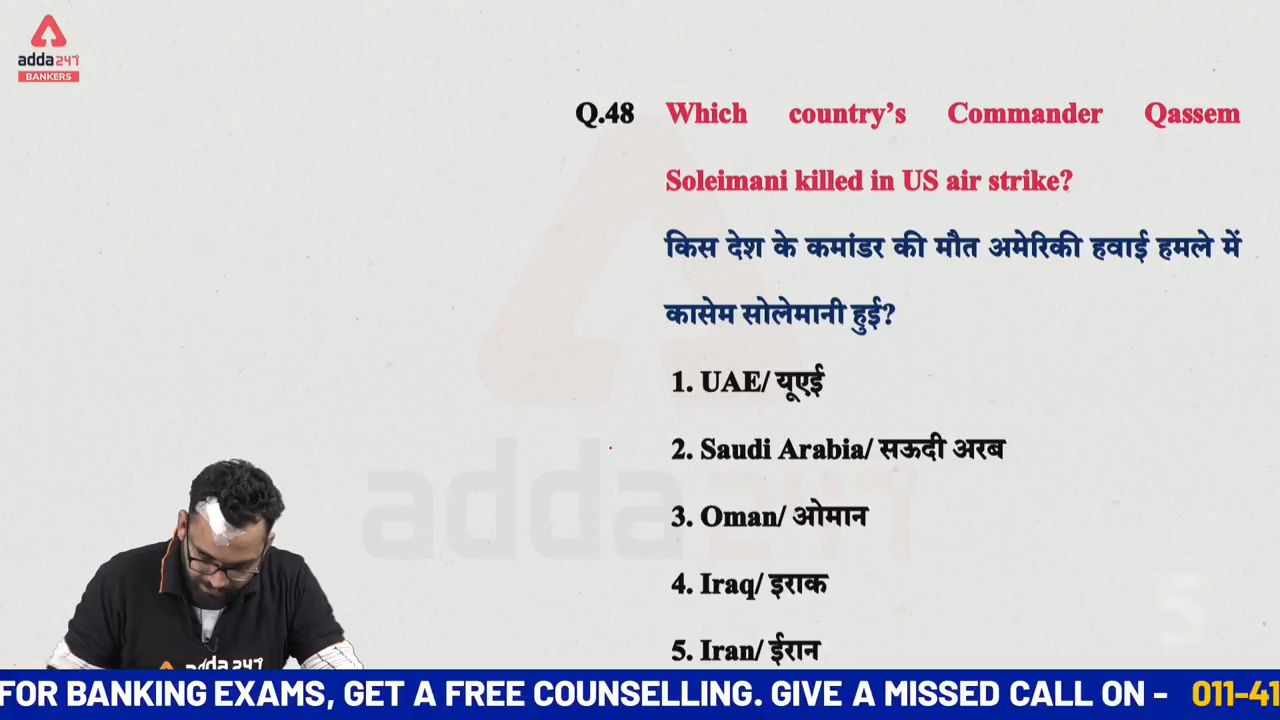 adda247
BANKERS
Q.48 Which country's Commander Qassem
Soleimani killed in US air strike?
किस देश के कमांडर की मौत अमेरिकी हवाई हमले में
कासेम सोलेमानी हुई?
1. UAE/ यूएई
2. Saudi Arabia/ सऊदी अरब
3. Oman/ ओमान
4. Iraq/ इराक
5. Iran/ ईरान
adda247
adda247
FOR BANKING EXAMS, GET A FREE COUNSELLING. GIVE A MISSED CALL ON - 011-41